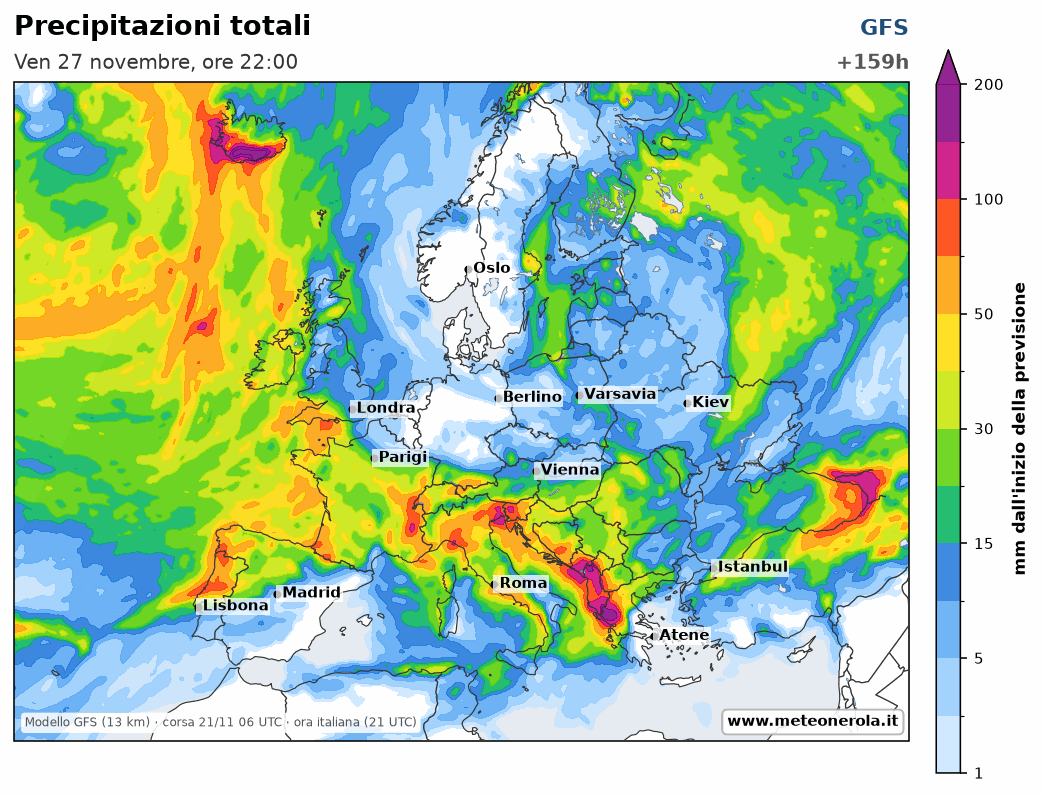 Precipitazioni totali
GFS
Ven 27 novembre, ore 22:00
+159h
200
100
50
30
15
5
1
mm dall'inizio della previsione
Oslo
Londra
Berlino
Varsavia
Kiev
Parigi
Vienna
Istanbul
Roma
Madrid
Lisbona
Atene
Modello GFS (13 km) · corsa 21/11 06 UTC · ora italiana (21 UTC)
www.meteonerola.it